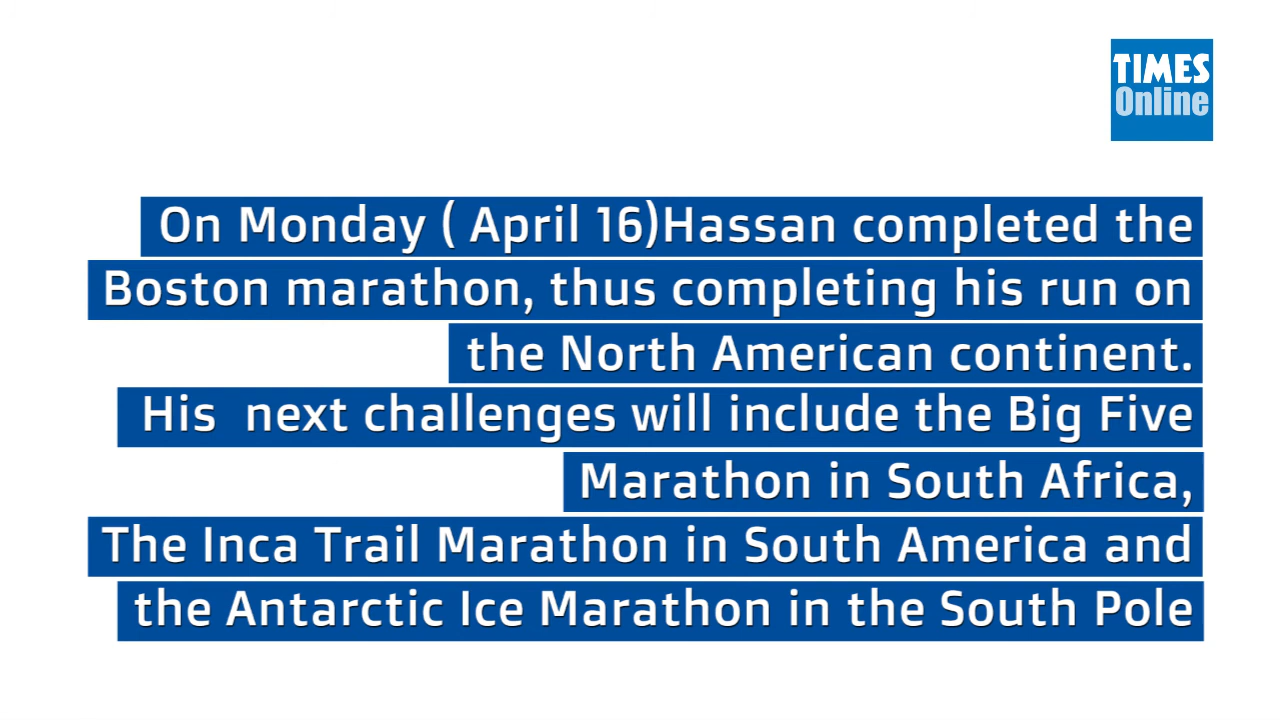 TIMES
Online
On Monday ( April 16)Hassan completed the
Boston marathon, thus completing his run on
the North American continent.
His  next challenges will include the Big Five
Marathon in South Africa,
The Inca Trail Marathon in South America and
the Antarctic Ice Marathon in the South Pole